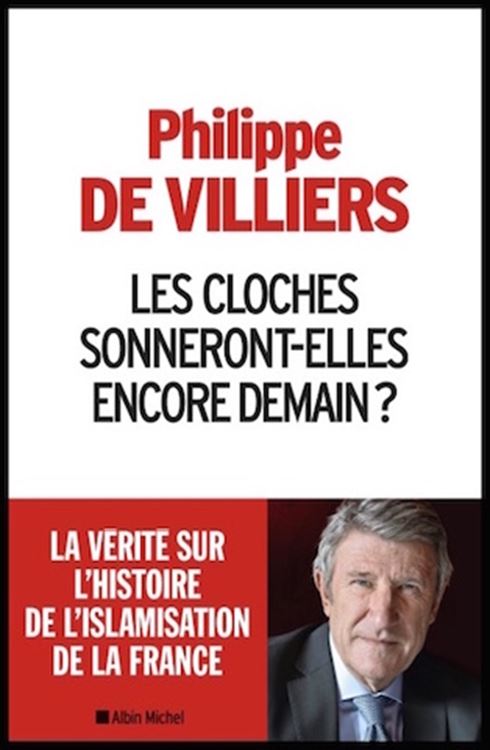 Philippe
DE VILLIERS
LES CLOCHES
SONNERONT-ELLES
ENCORE DEMAIN ?
LA VÉRITÉ SUR
L'HISTOIRE
DE L'ISLAMISATION
DE LA FRANCE
Albin Michel